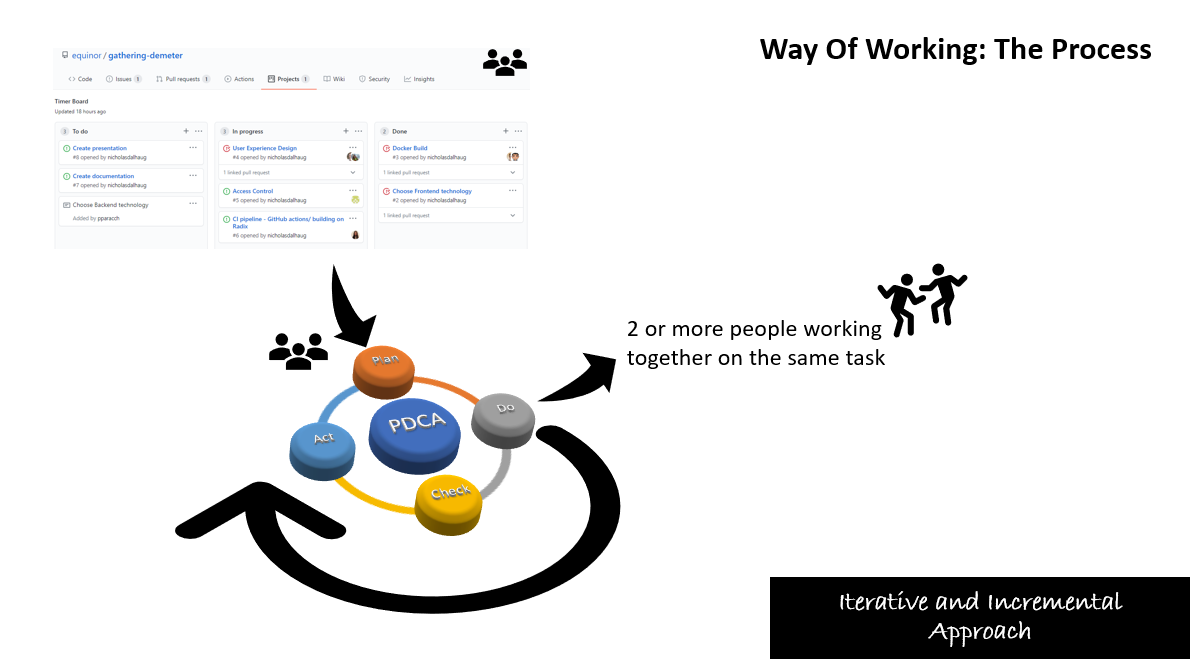 Way Of Working: The Process
equinor / gathering-demeter
Code Issues 1 Pull requests 1 Actions Projects 1 Wiki Security Insights
Timer Board
Updated 18 hours ago
3 To do
Create presentation
#8 opened by nicholasdalhaug
Create documentation
#7 opened by nicholasdalhaug
Choose Backend technology
Added by pparacch
3 In progress
User Experience Design
#4 opened by nicholasdalhaug
1 linked pull request
Access Control
#5 opened by nicholasdalhaug
CI pipeline - GitHub actions/ building on
Radix
#6 opened by nicholasdalhaug
2 Done
Docker Build
#3 opened by nicholasdalhaug
1 linked pull request
Choose Frontend technology
#2 opened by nicholasdalhaug
1 linked pull request
2 or more people working
together on the same task
Plan
Do
PDCA
Act
Check
Iterative and Incremental
Approach